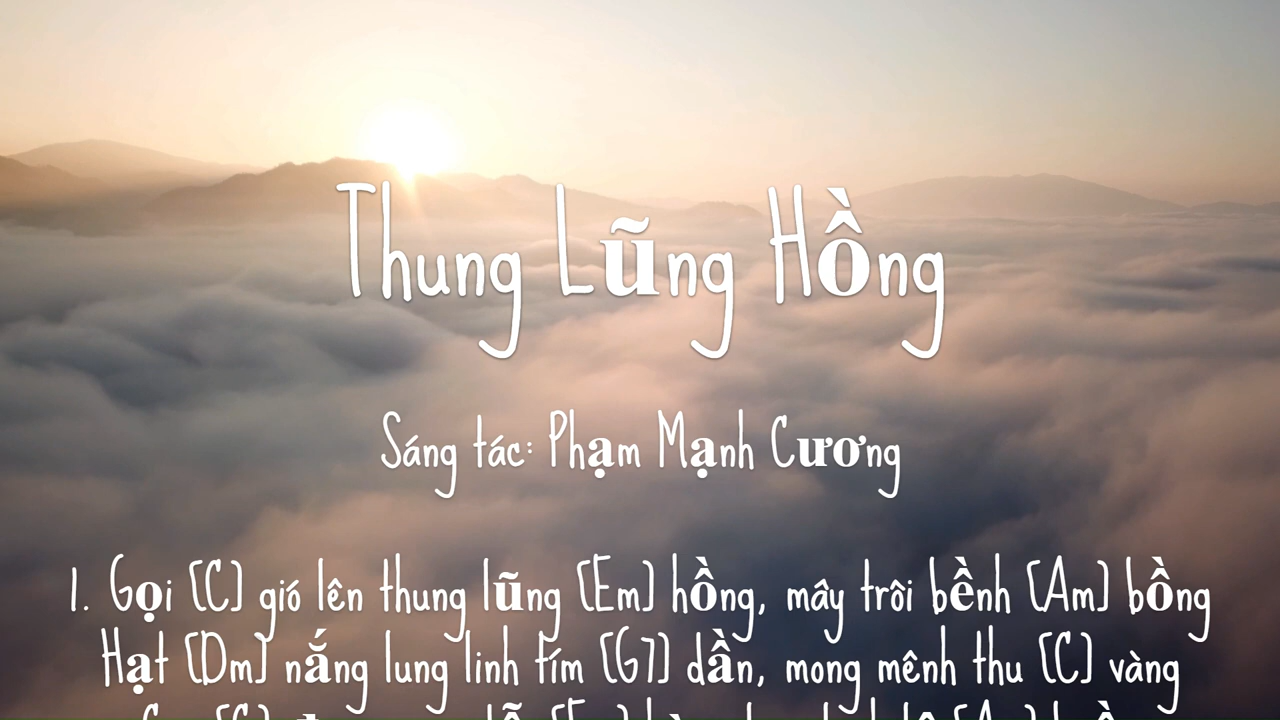 Thung Lũng Hồng
Sáng tác: Phạm Mạnh Cương
1. Gọi [C] gió lên thung lũng [Em] hồng, mây trôi bềnh [Am] bồng
Hạt [Dm] nắng lung linh tím [G7] dần, mong mênh thu [C] vàng